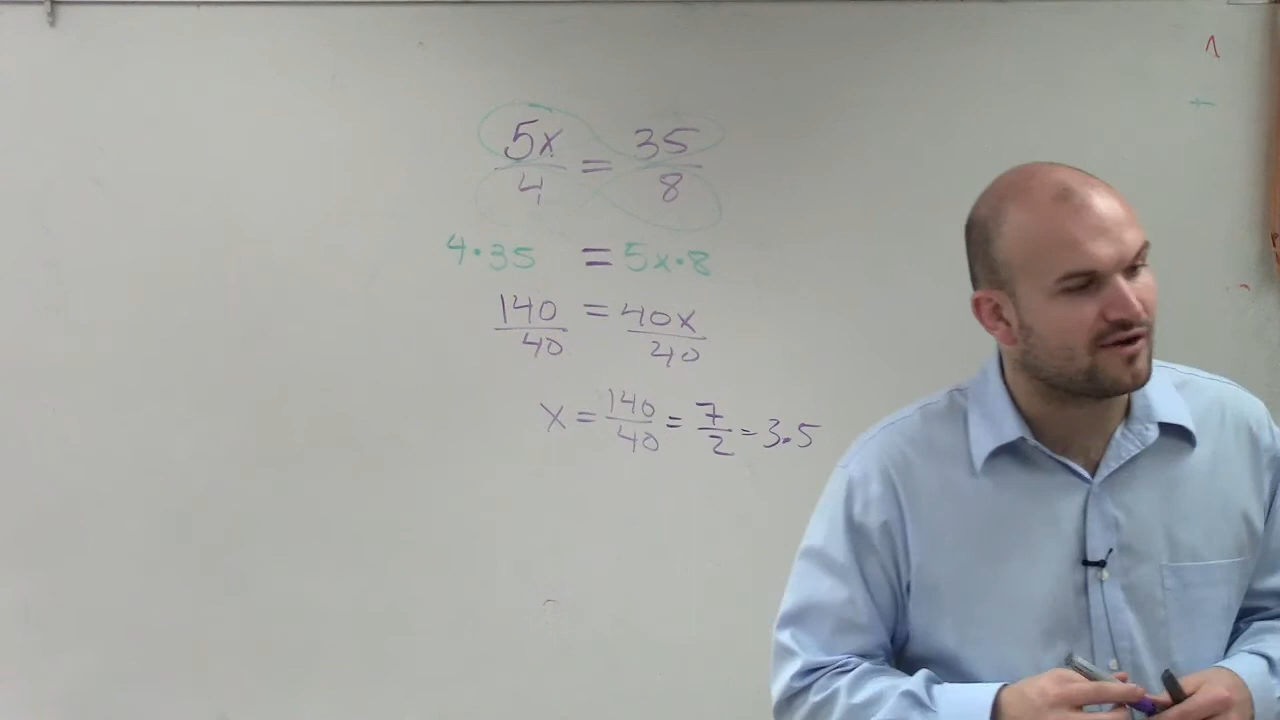 5x/4 = 35/8
4·35 = 5x·8
140/40 = 40x/40
x = 140/40 = 7/2 = 3.5